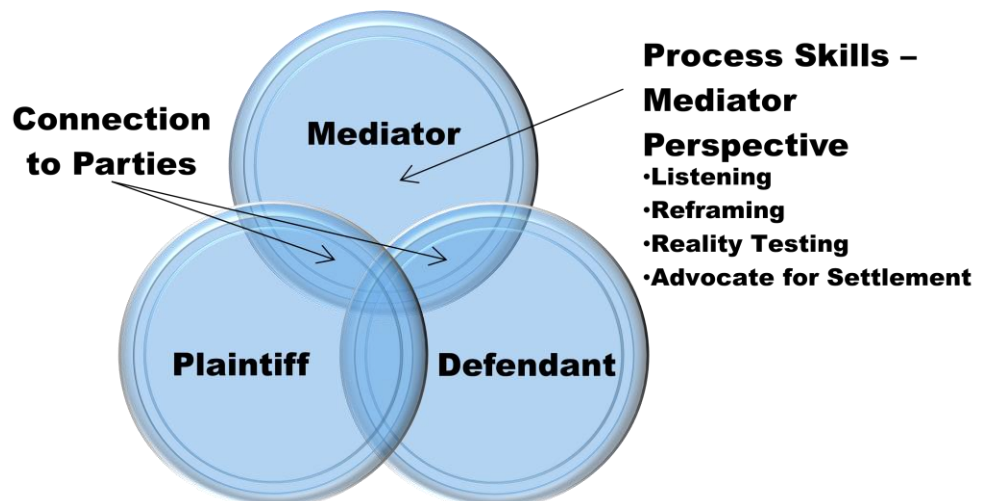 Connection
to Parties
Mediator
Process Skills –
Mediator
Perspective
•Listening
•Reframing
•Reality Testing
•Advocate for Settlement
Plaintiff
Defendant